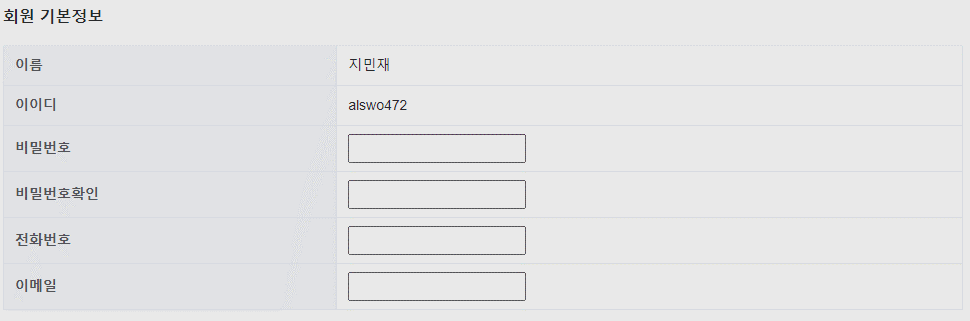 회원 기본정보
이름 지민재
이이디 alswo472
비밀번호
비밀번호확인
전화번호
이메일